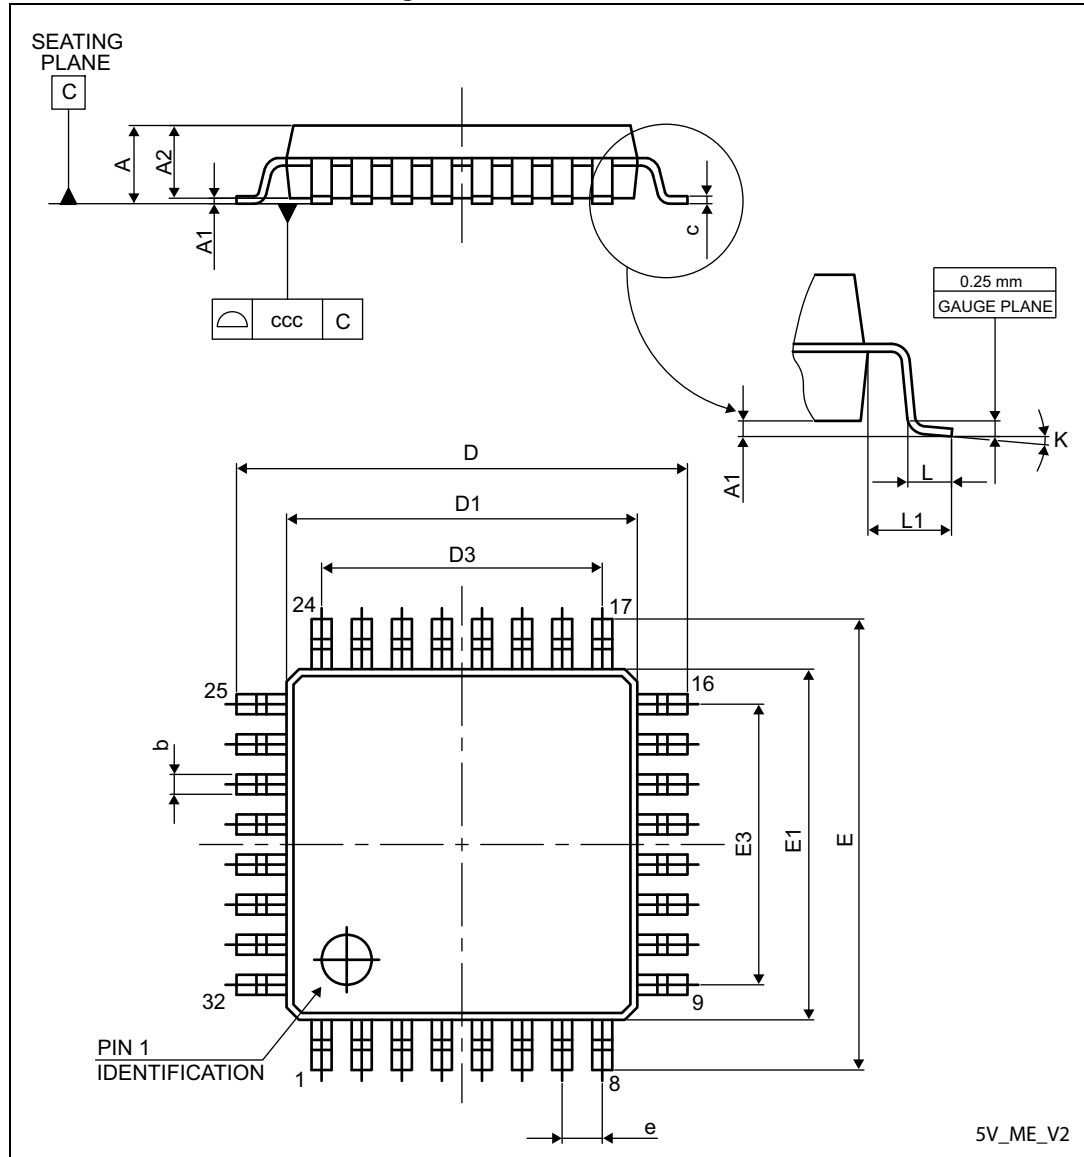 SEATING
PLANE
C
A
A2
A1
c
ccc
C
0.25 mm
GAUGE PLANE
K
A1
L
L1
D
D1
D3
24
17
25
16
b
E3
E1
E
32
9
PIN 1
IDENTIFICATION
1
8
e
5V_ME_V2